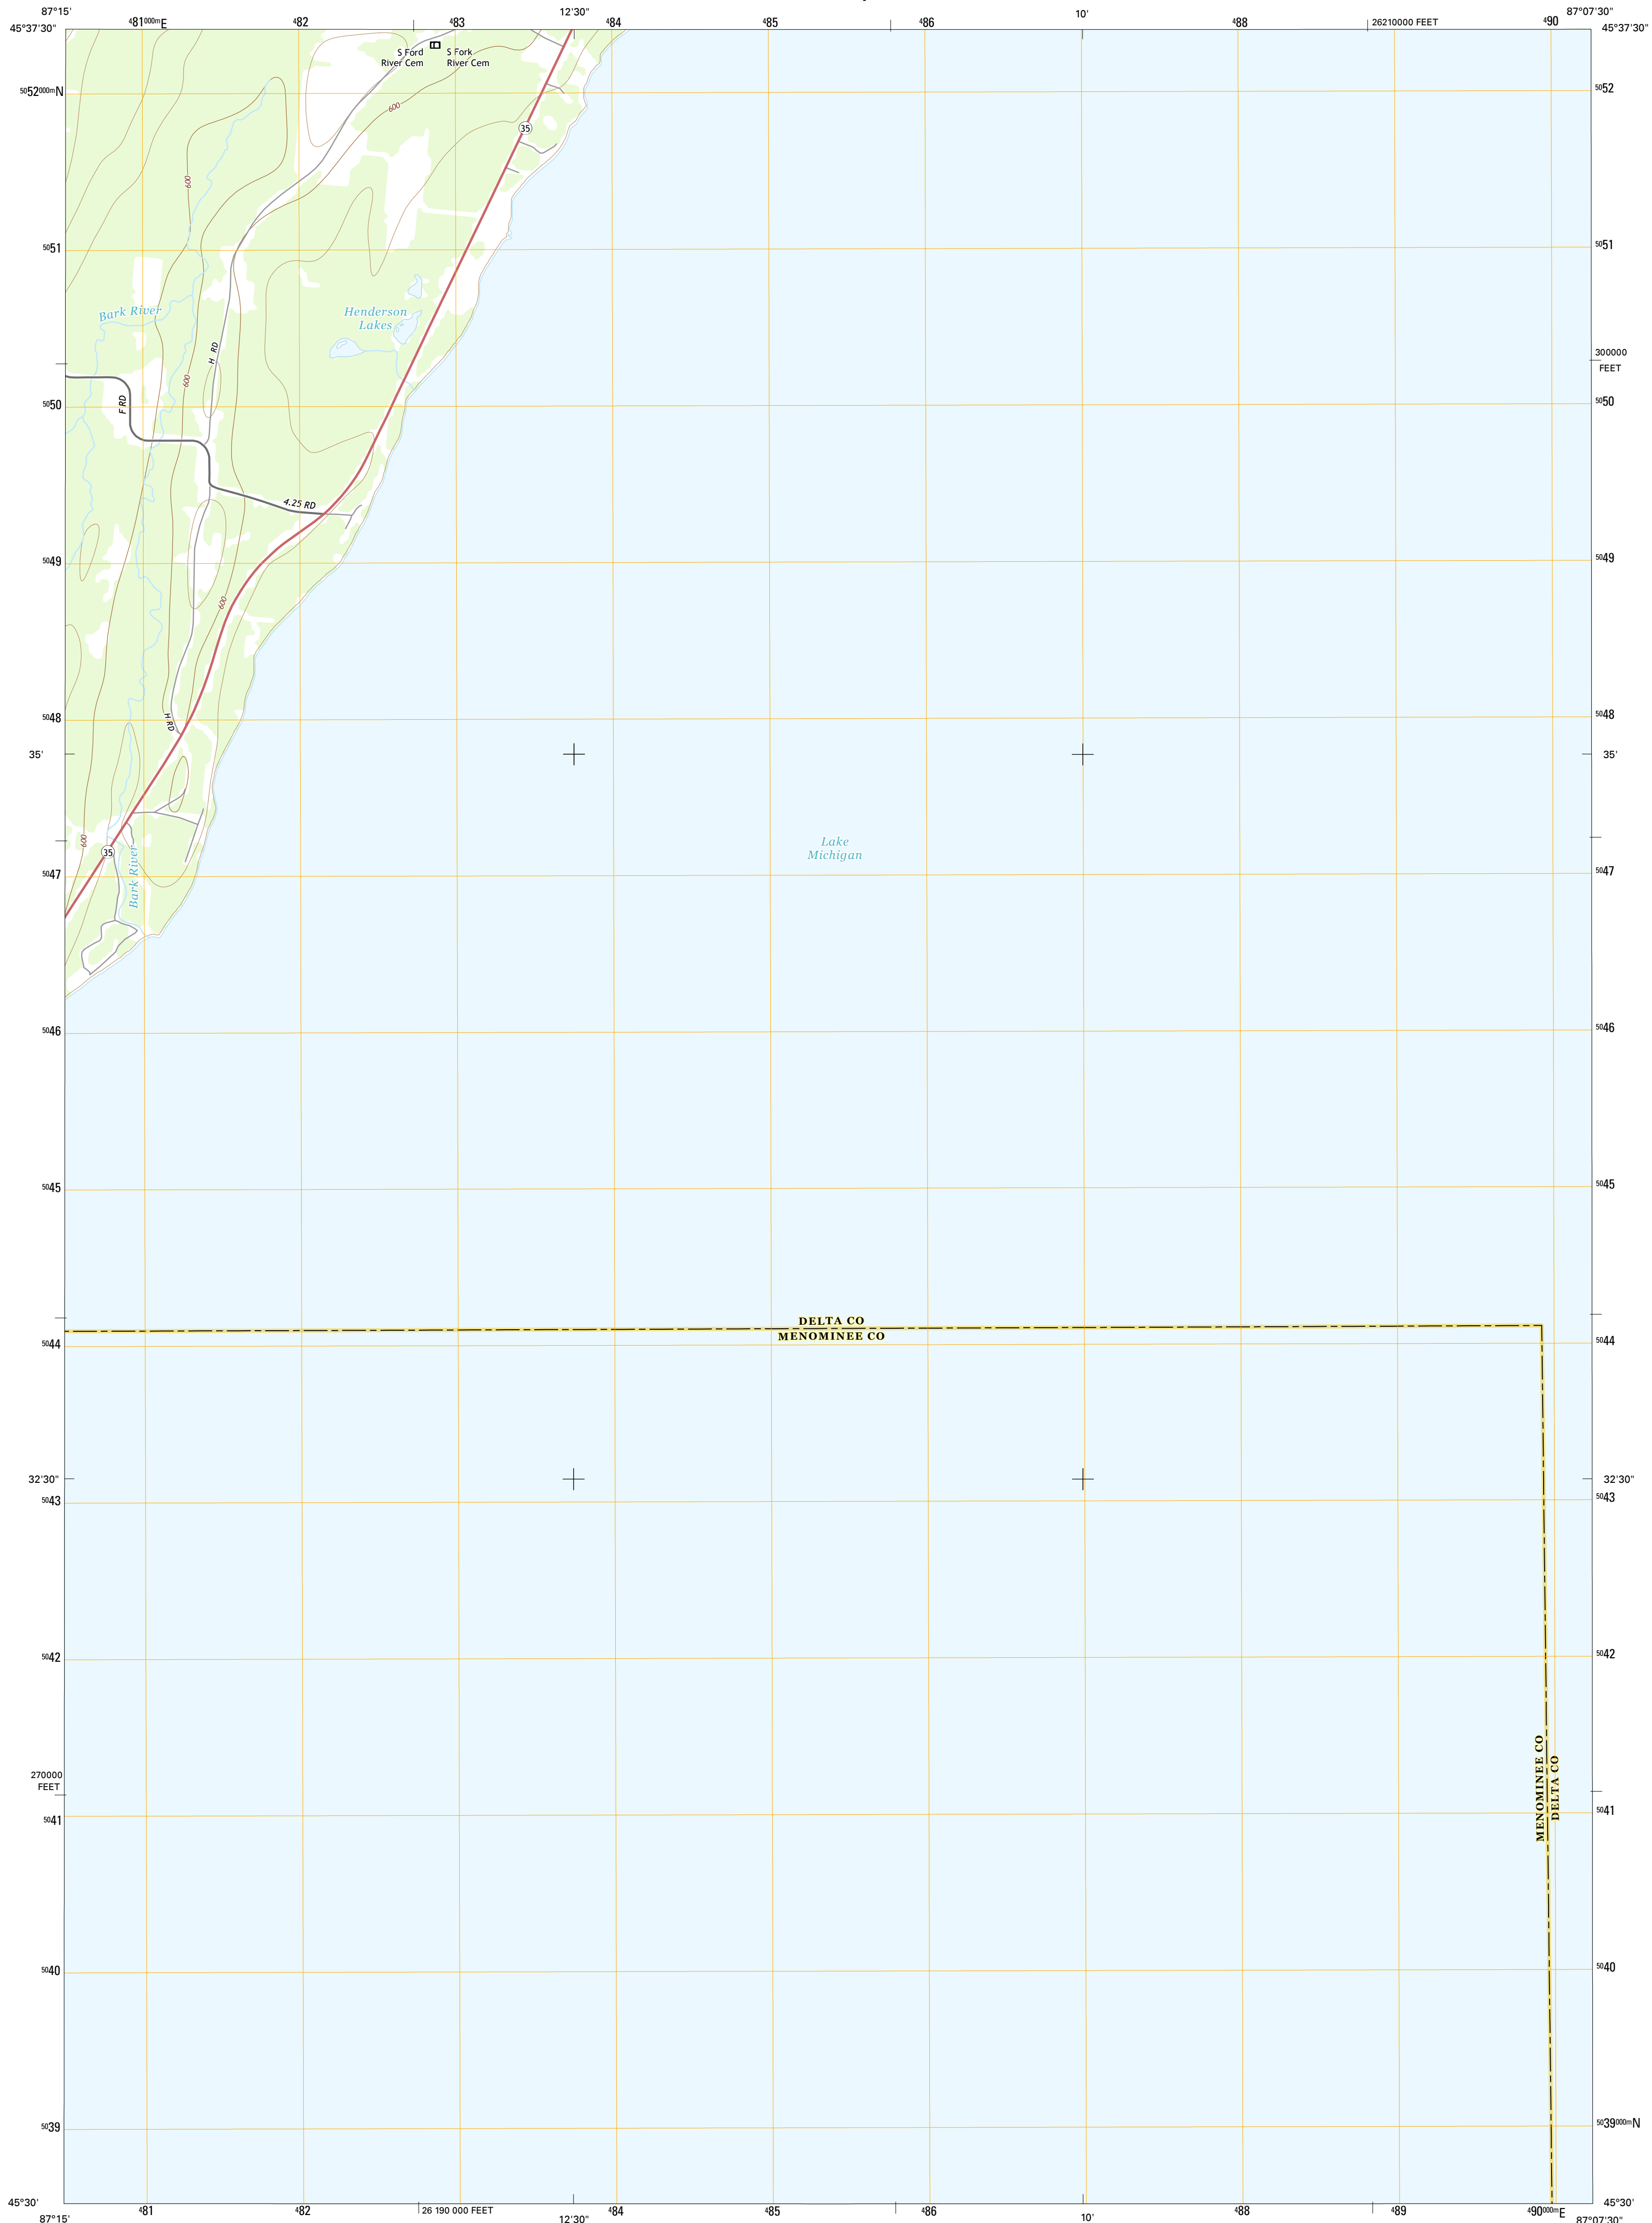 87°15'
481000mE
482
483
12'30"
484
485
486
10'
488
26210000 FEET
490
87°07'30"
45°37'30"
45°37'30"
S Ford
River Cem
S Fork
River Cem
5052000mN
5052
600
35
600
5051
5051
Bark River
Henderson
Lakes
H RD
300000
FEET
600
F RD
5050
5050
4.25 RD
5049
5049
600
5048
5048
H RD
35'
35'
600
35
Lake
Michigan
Bark River
5047
5047
5046
5046
5045
5045
DELTA CO
MENOMINEE CO
5044
5044
32'30"
32'30"
5043
5043
5042
5042
MENOMINEE CO
DELTA CO
270000
FEET
5041
5041
5040
5040
5039
5039000mN
45°30'
45°30'
87°15'
481
482
26 190 000 FEET
12'30"
484
485
486
10'
488
489
490000mE
87°07'30"